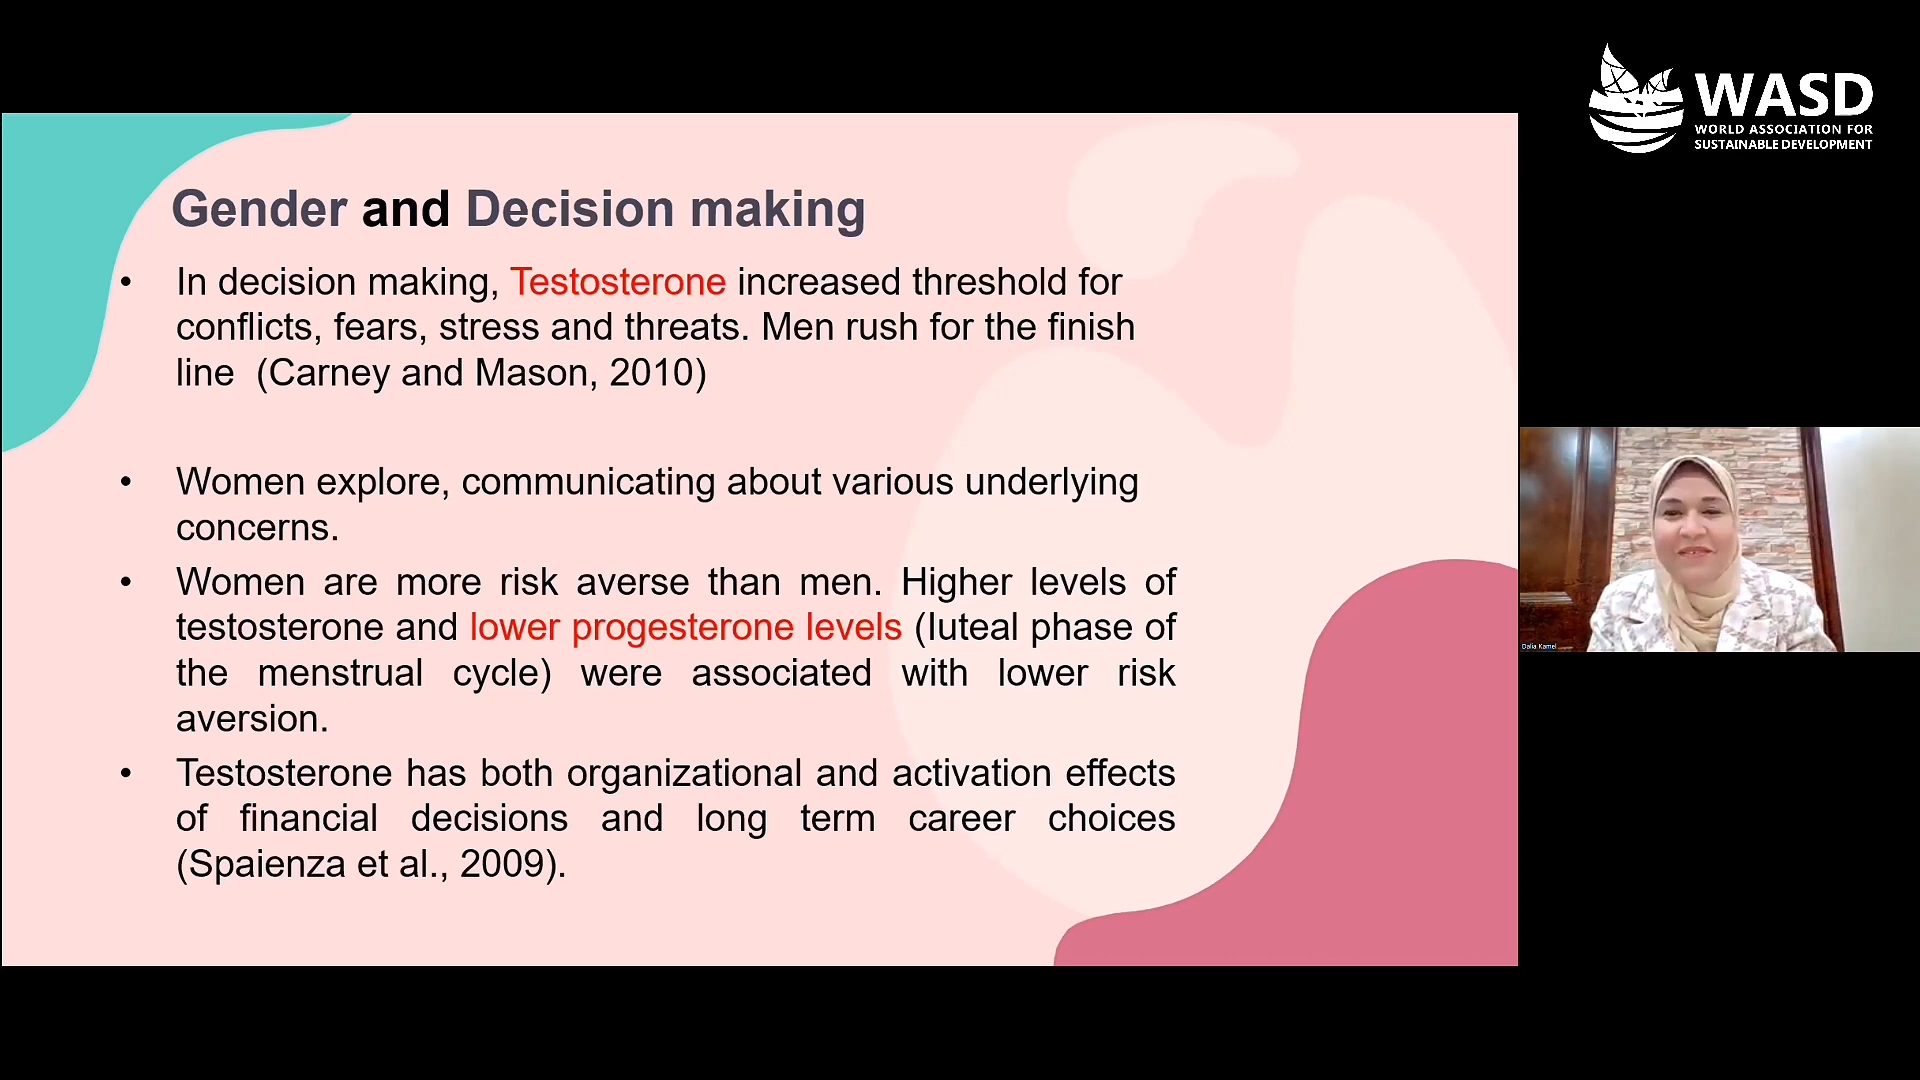 WASD
WORLD ASSOCIATION FOR
SUSTAINABLE DEVELOPMENT
Gender and Decision making
• In decision making, Testosterone increased threshold for
conflicts, fears, stress and threats. Men rush for the finish
line (Carney and Mason, 2010)
• Women explore, communicating about various underlying
concerns.
• Women are more risk averse than men. Higher levels of
testosterone and lower progesterone levels (luteal phase of
the menstrual cycle) were associated with lower risk
aversion.
• Testosterone has both organizational and activation effects
of financial decisions and long term career choices
(Spaienza et al., 2009).
Dalia Kamel